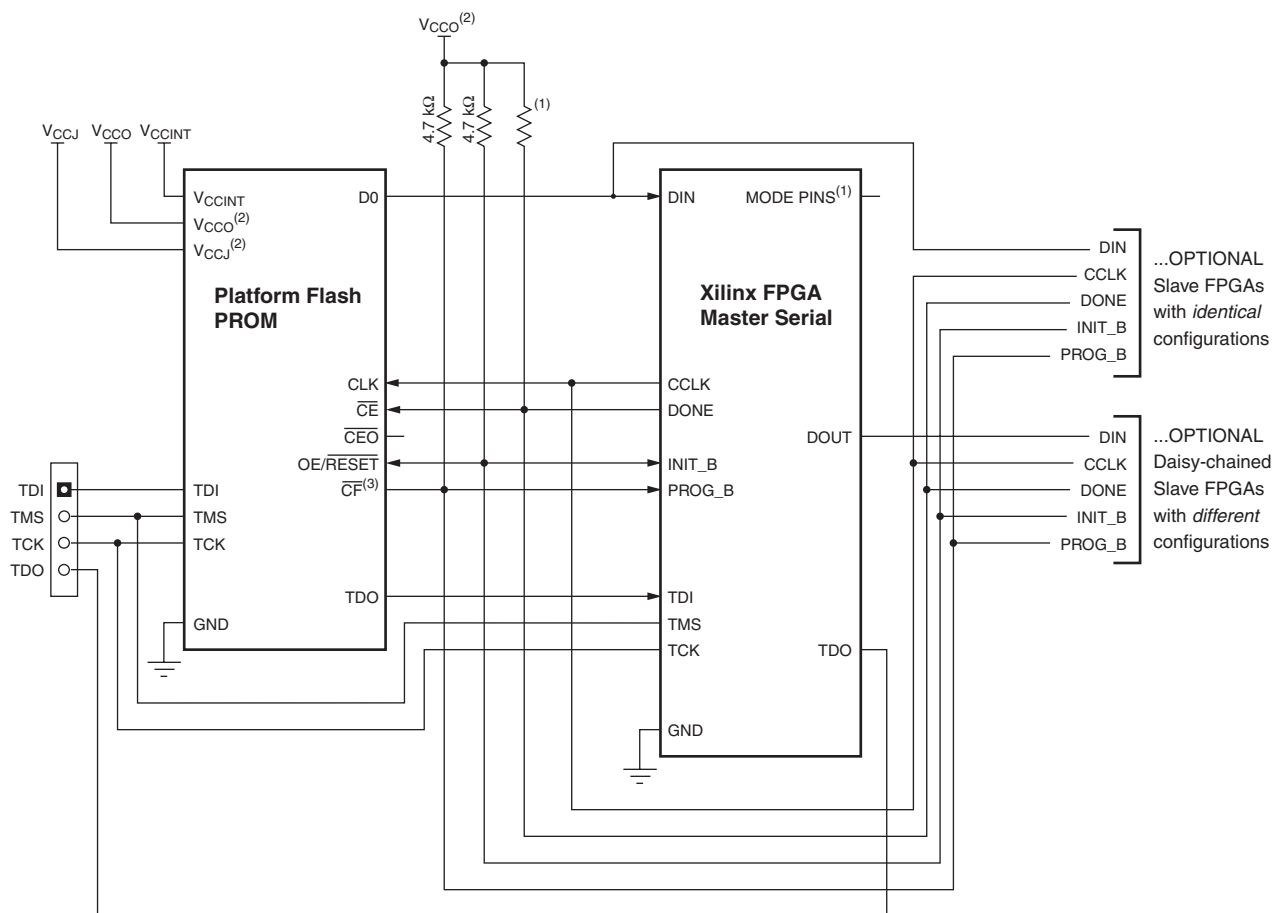 VCCO(2)
4.7 kΩ
4.7 kΩ
(1)
VCCJ VCCO VCCINT
VCCINT
VCCO(2)
VCCJ(2)
D0
Platform Flash
PROM
CLK
CE
CEO
OE/RESET
CF(3)
TDI
TMS
TCK
TDO
GND
TDI
TMS
TCK
TDO
DIN
MODE PINS(1)
Xilinx FPGA
Master Serial
CCLK
DONE
DOUT
INIT_B
PROG_B
TDI
TMS
TCK
TDO
GND
DIN
CCLK
DONE
INIT_B
PROG_B
...OPTIONAL
Slave FPGAs
with identical
configurations
DIN
CCLK
DONE
INIT_B
PROG_B
...OPTIONAL
Daisy-chained
Slave FPGAs
with different
configurations